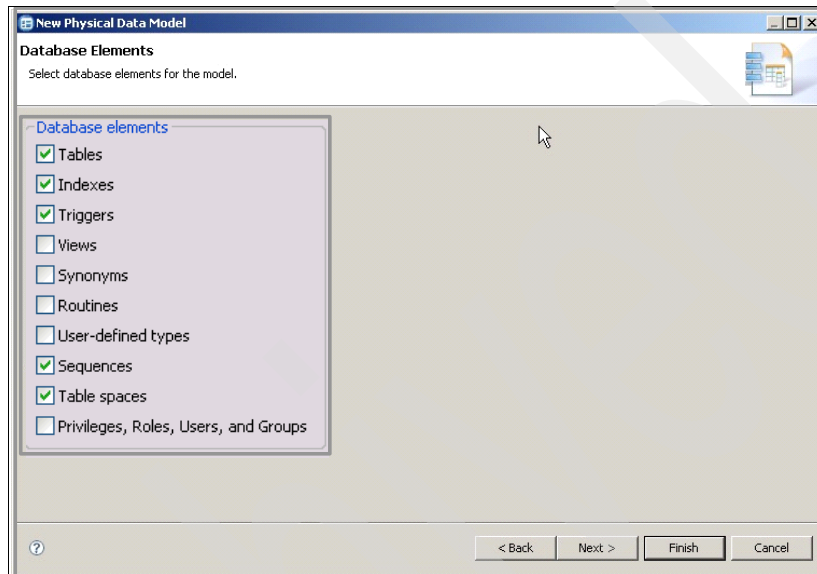 New Physical Data Model
Database Elements
Select database elements for the model.
Database elements
Tables
Indexes
Triggers
Views
Synonyms
Routines
User-defined types
Sequences
Table spaces
Privileges, Roles, Users, and Groups
?
< Back Next > Finish Cancel